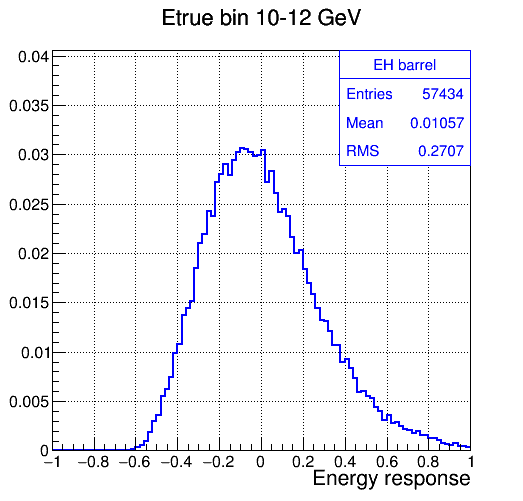 Etrue bin 10-12 GeV
EH barrel
Entries 57434
Mean 0.01057
RMS 0.2707
0.04
0.035
0.03
0.025
0.02
0.015
0.01
0.005
0
−1 −0.8 −0.6 −0.4 −0.2 0 0.2 0.4 0.6 0.8 1
Energy response